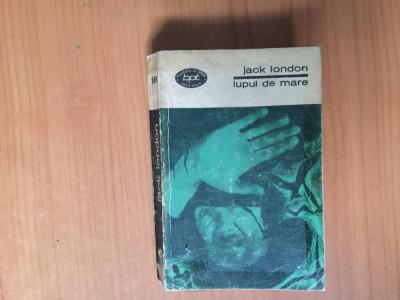 bpt
jack london
lupul de mare
jack london